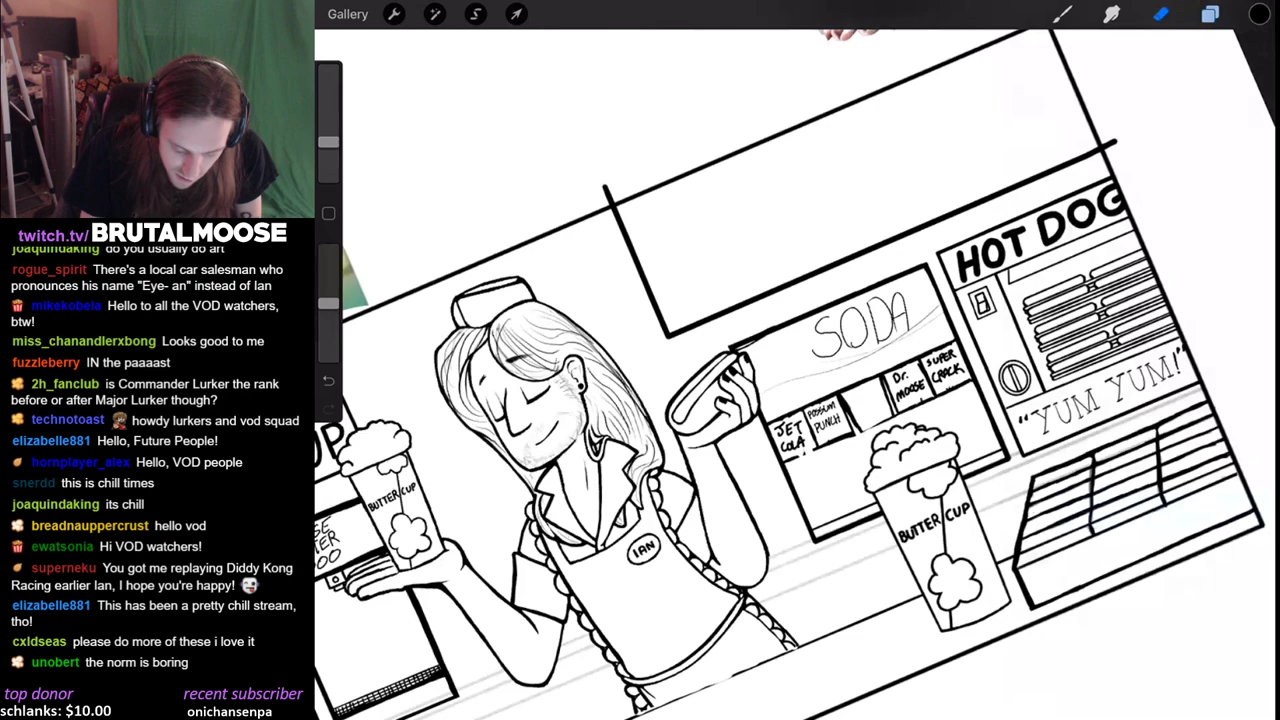 Gallery
twitch.tv/BRUTALMOOSE
joaquindaking do you usually do art
rogue_spirit There's a local car salesman who
pronounces his name "Eye- an" instead of Ian
mikekobela Hello to all the VOD watchers,
btw!
miss_chanandlerxbong Looks good to me
fuzzleberry IN the paaaast
2h_fanclub is Commander Lurker the rank
before or after Major Lurker though?
technotoast howdy lurkers and vod squad
elizabelle881 Hello, Future People!
hornplayer_alex Hello, VOD people
snerdd this is chill times
joaquindaking its chill
breadnauppercrust hello vod
ewatsonia Hi VOD watchers!
superneku You got me replaying Diddy Kong
Racing earlier Ian, I hope you're happy!
elizabelle881 This has been a pretty chill stream,
tho!
cxldseas please do more of these i love it
unobert the norm is boring
top donor
schlanks: $10.00
recent subscriber
onichansenpa
HOT DOG
SODA
JET
COLA
POSSUM
PUNCH
DR.
MOOSE
SUPER
CRACK
"YUM YUM!"
BUTTER CUP
IAN
BUTTER CUP